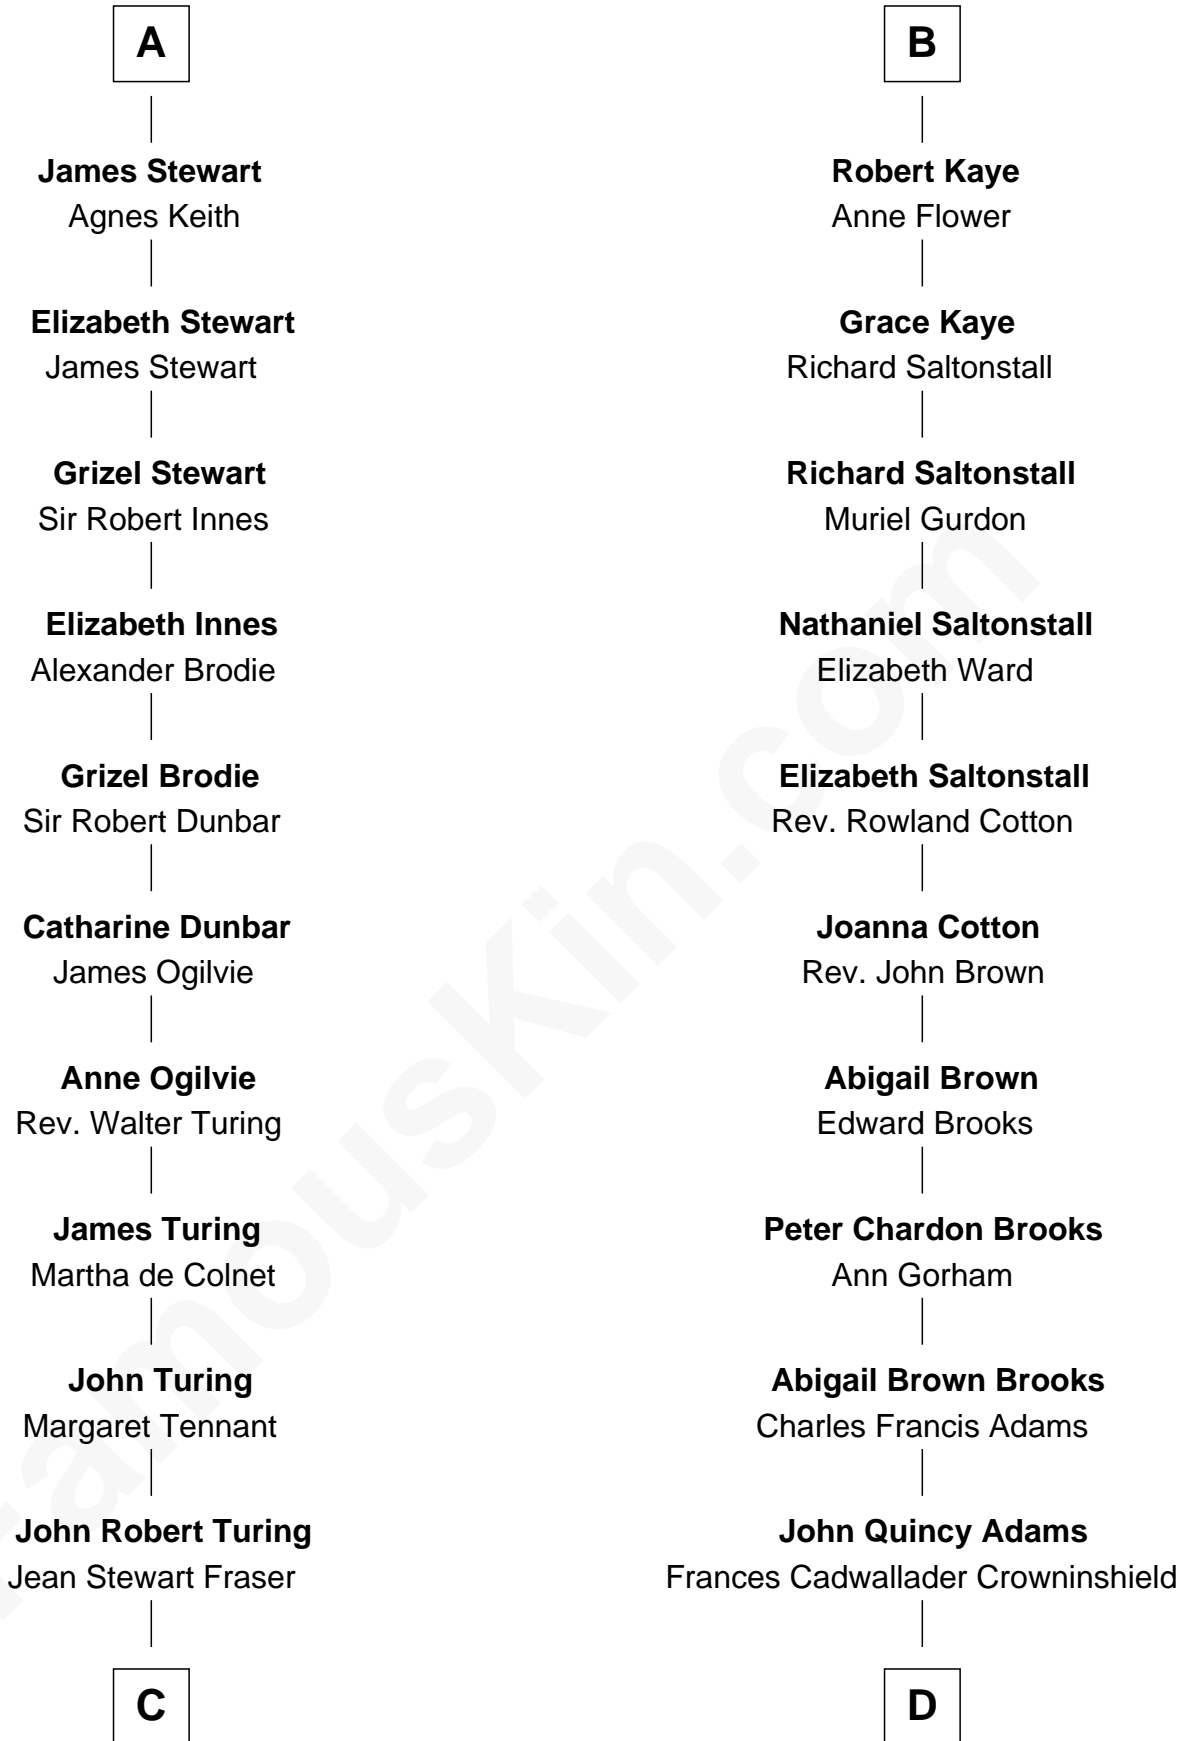 A
James Stewart
Agnes Keith
Elizabeth Stewart
James Stewart
Grizel Stewart
Sir Robert Innes
Elizabeth Innes
Alexander Brodie
Grizel Brodie
Sir Robert Dunbar
Catharine Dunbar
James Ogilvie
Anne Ogilvie
Rev. Walter Turing
James Turing
Martha de Colnet
John Turing
Margaret Tennant
John Robert Turing
Jean Stewart Fraser
C
B
Robert Kaye
Anne Flower
Grace Kaye
Richard Saltonstall
Richard Saltonstall
Muriel Gurdon
Nathaniel Saltonstall
Elizabeth Ward
Elizabeth Saltonstall
Rev. Rowland Cotton
Joanna Cotton
Rev. John Brown
Abigail Brown
Edward Brooks
Peter Chardon Brooks
Ann Gorham
Abigail Brown Brooks
Charles Francis Adams
John Quincy Adams
Frances Cadwallader Crowninshield
D
FamousKin.com